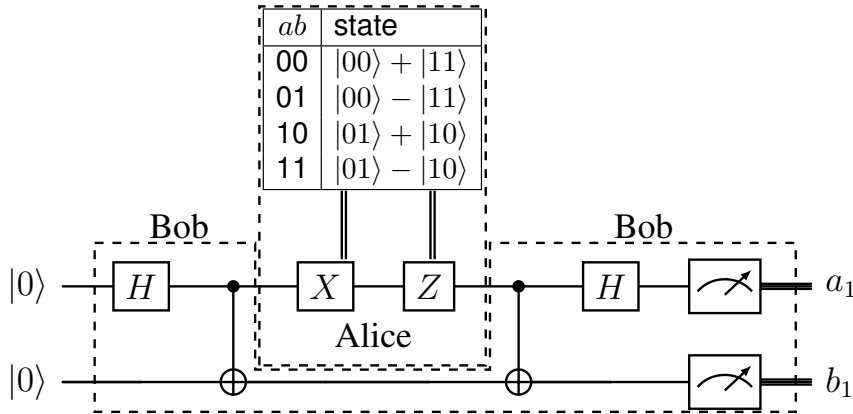 ab state
00 |00⟩ + |11⟩
01 |00⟩ − |11⟩
10 |01⟩ + |10⟩
11 |01⟩ − |10⟩
Bob Bob
|0⟩ H X Z H a₁
Alice
|0⟩ b₁